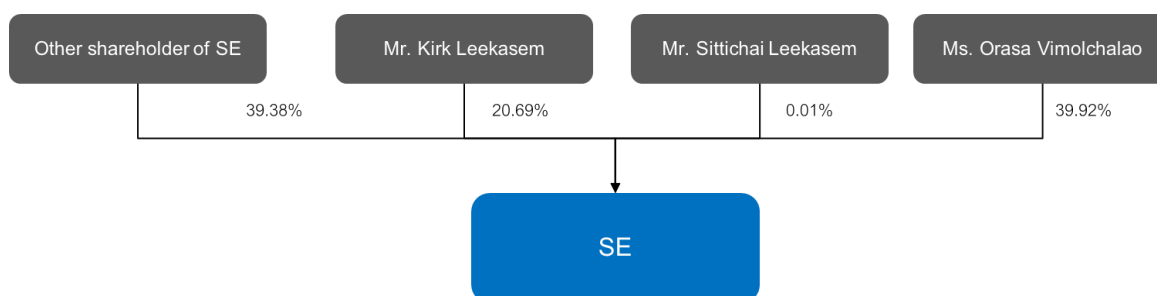 Other shareholder of SE
Mr. Kirk Leekasem
Mr. Sittichai Leekasem
Ms. Orasa Vimolchalao
39.38%
20.69%
0.01%
39.92%
SE